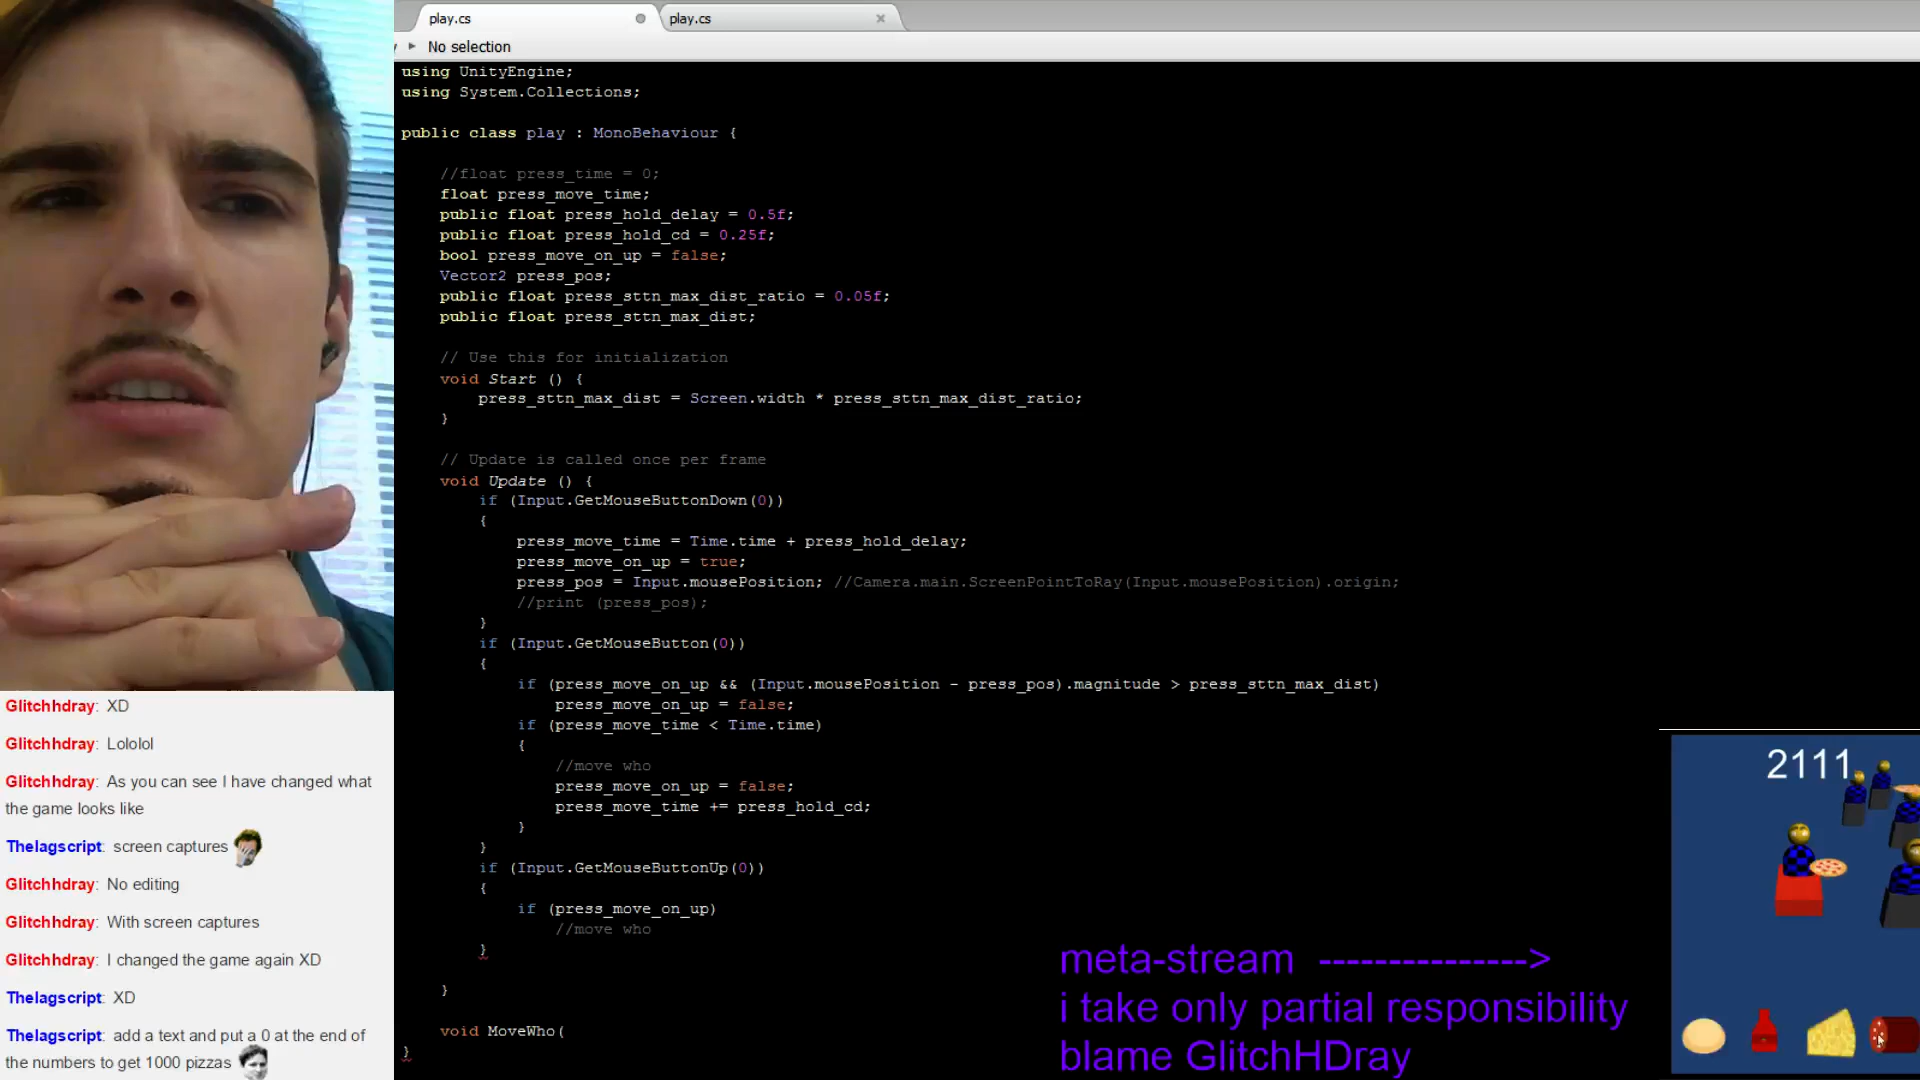 play.cs
play.cs
No selection
using UnityEngine;
using System.Collections;
public class play : MonoBehaviour {
//float press_time = 0;
float press_move_time;
public float press_hold_delay = 0.5f;
public float press_hold_cd = 0.25f;
bool press_move_on_up = false;
Vector2 press_pos;
public float press_sttn_max_dist_ratio = 0.05f;
public float press_sttn_max_dist;
// Use this for initialization
void Start () {
press_sttn_max_dist = Screen.width * press_sttn_max_dist_ratio;
}
// Update is called once per frame
void Update () {
if (Input.GetMouseButtonDown(0))
{
press_move_time = Time.time + press_hold_delay;
press_move_on_up = true;
press_pos = Input.mousePosition; //Camera.main.ScreenPointToRay(Input.mousePosition).origin;
//print (press_pos);
}
if (Input.GetMouseButton(0))
{
if (press_move_on_up && (Input.mousePosition - press_pos).magnitude > press_sttn_max_dist)
press_move_on_up = false;
if (press_move_time < Time.time)
{
//move who
press_move_on_up = false;
press_move_time += press_hold_cd;
}
}
if (Input.GetMouseButtonUp(0))
{
if (press_move_on_up)
//move who
}
}
void MoveWho(
}
Glitchhdray: XD
Glitchhdray: Lololol
Glitchhdray: As you can see I have changed what
the game looks like
Thelagscript: screen captures
Glitchhdray: No editing
Glitchhdray: With screen captures
Glitchhdray: I changed the game again XD
Thelagscript: XD
Thelagscript: add a text and put a 0 at the end of
the numbers to get 1000 pizzas
2111
meta-stream --------------->
i take only partial responsibility
blame GlitchHDray